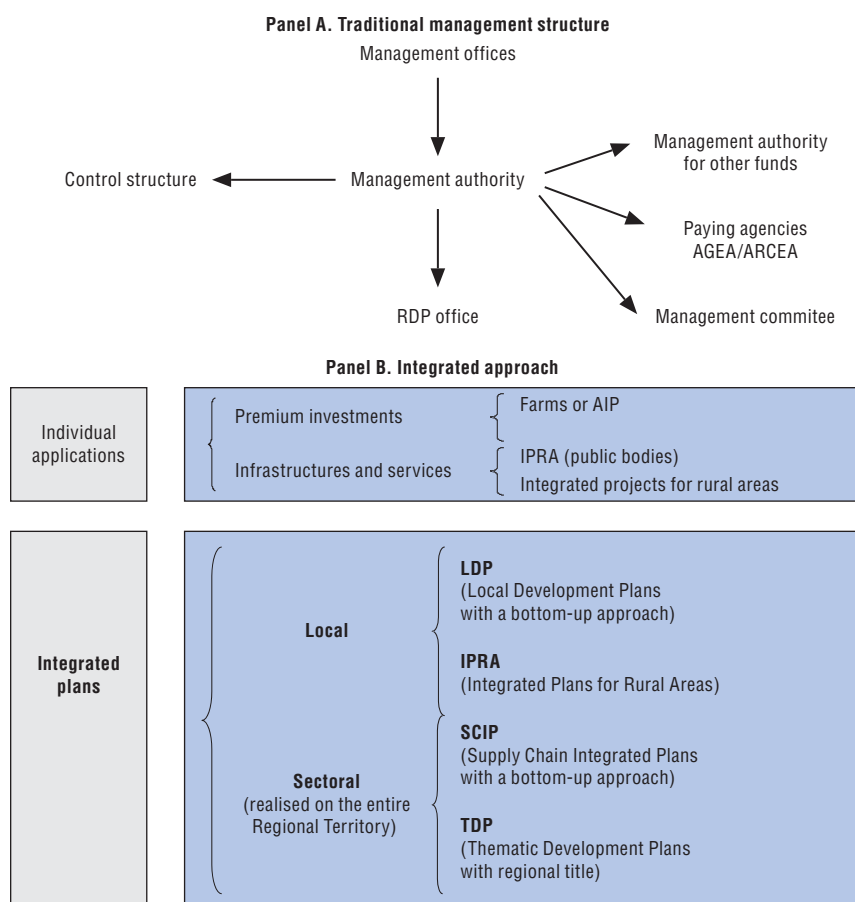 Panel A. Traditional management structure
Management offices
Management authority
for other funds
Control structure
Management authority
Paying agencies
AGEA/ARCEA
RDP office
Management commitee
Panel B. Integrated approach
Individual
applications
Premium investments
Farms or AIP
Infrastructures and services
IPRA (public bodies)
Integrated projects for rural areas
Integrated
plans
Local
LDP
(Local Development Plans
with a bottom-up approach)
IPRA
(Integrated Plans for Rural Areas)
Sectoral
(realised on the entire
Regional Territory)
SCIP
(Supply Chain Integrated Plans
with a bottom-up approach)
TDP
(Thematic Development Plans
with regional title)